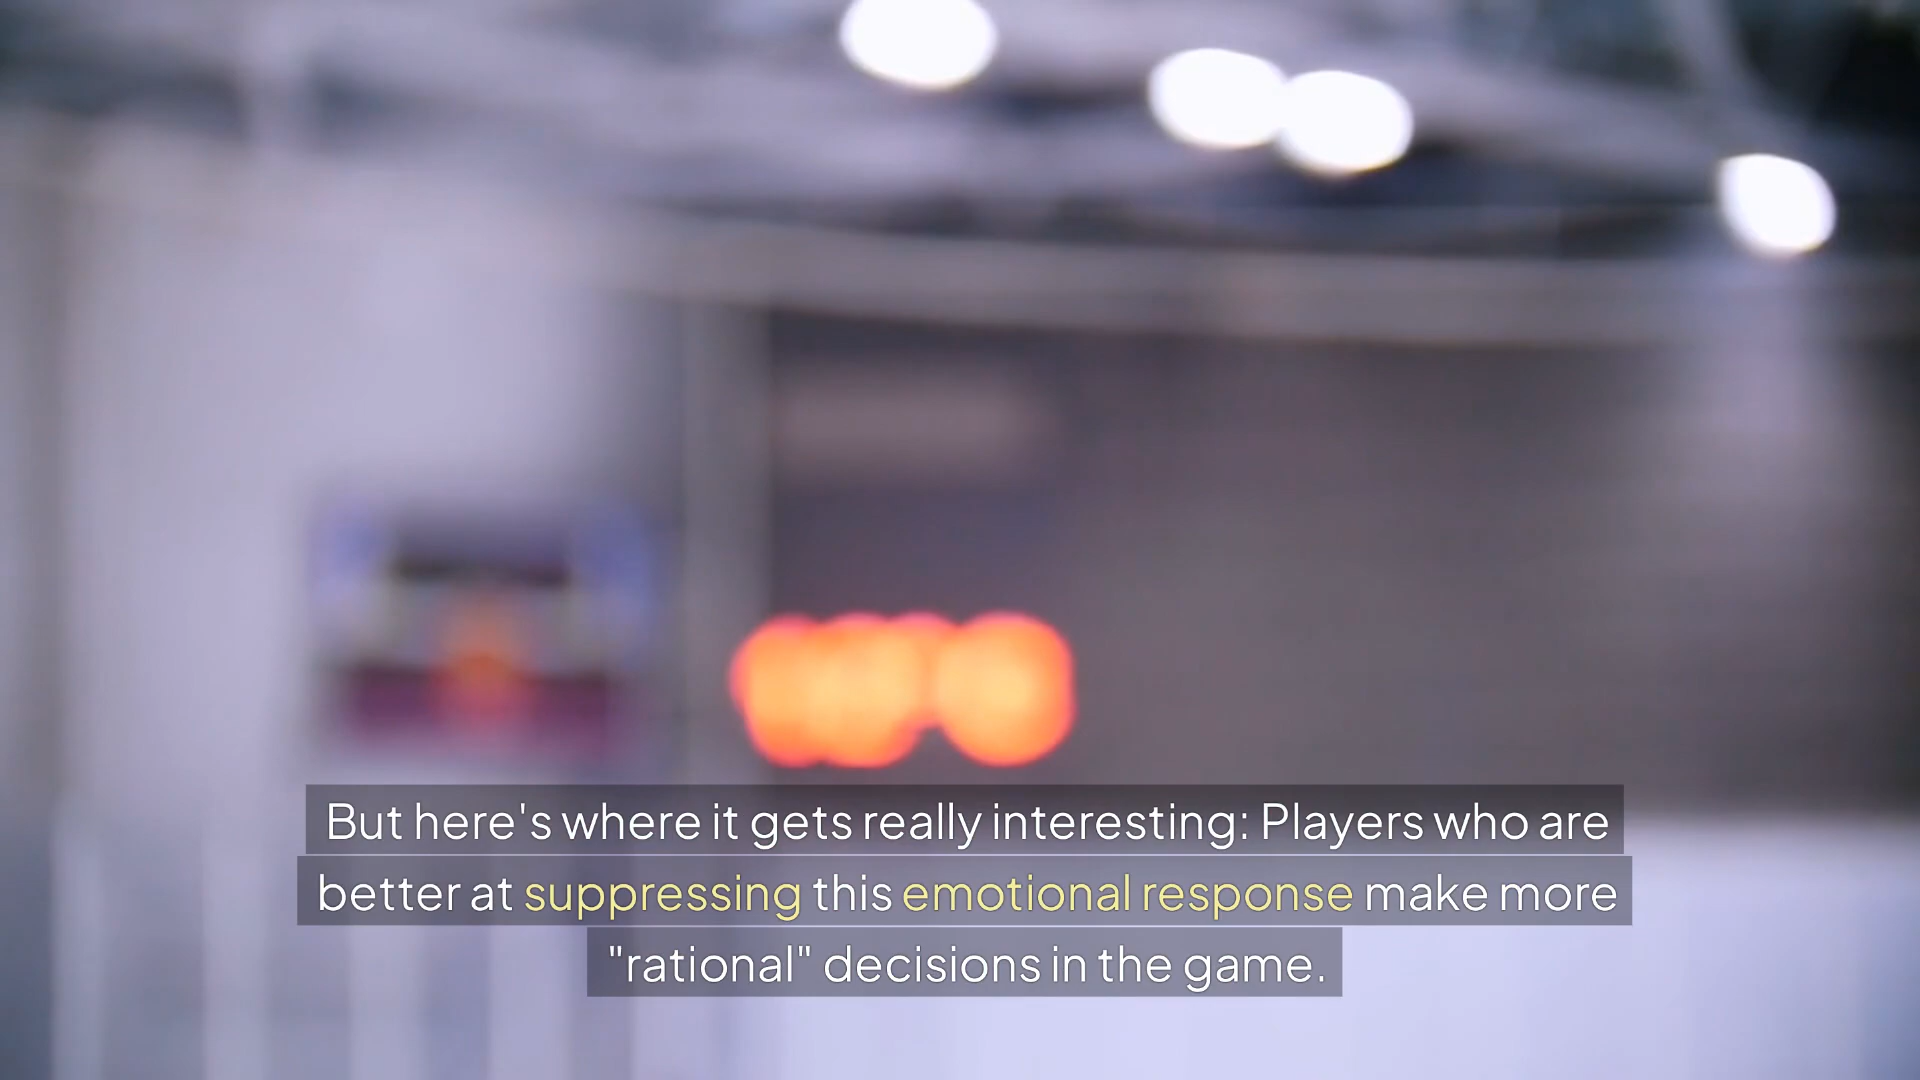 But here's where it gets really interesting: Players who are
better at suppressing this emotional response make more
"rational" decisions in the game.